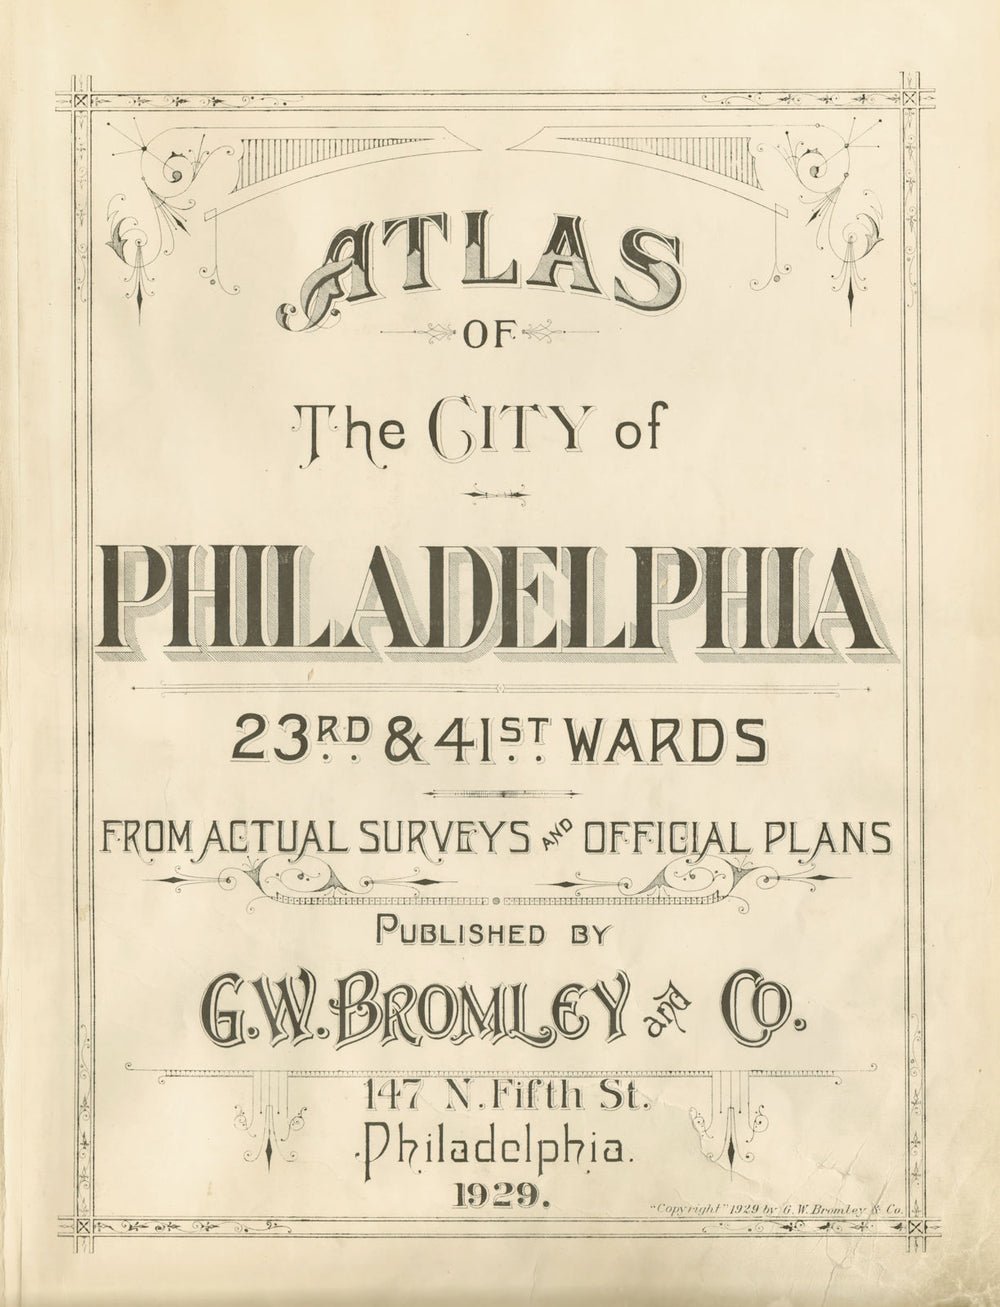 ATLAS
OF
The CITY of
PHILADELPHIA
23RD & 41ST WARDS
FROM ACTUAL SURVEYS AND OFFICIAL PLANS
PUBLISHED BY
G.W. BROMLEY and CO.
147 N. Fifth St.
Philadelphia.
1929.
"Copyright" 1929 by G. W. Bromley & Co.